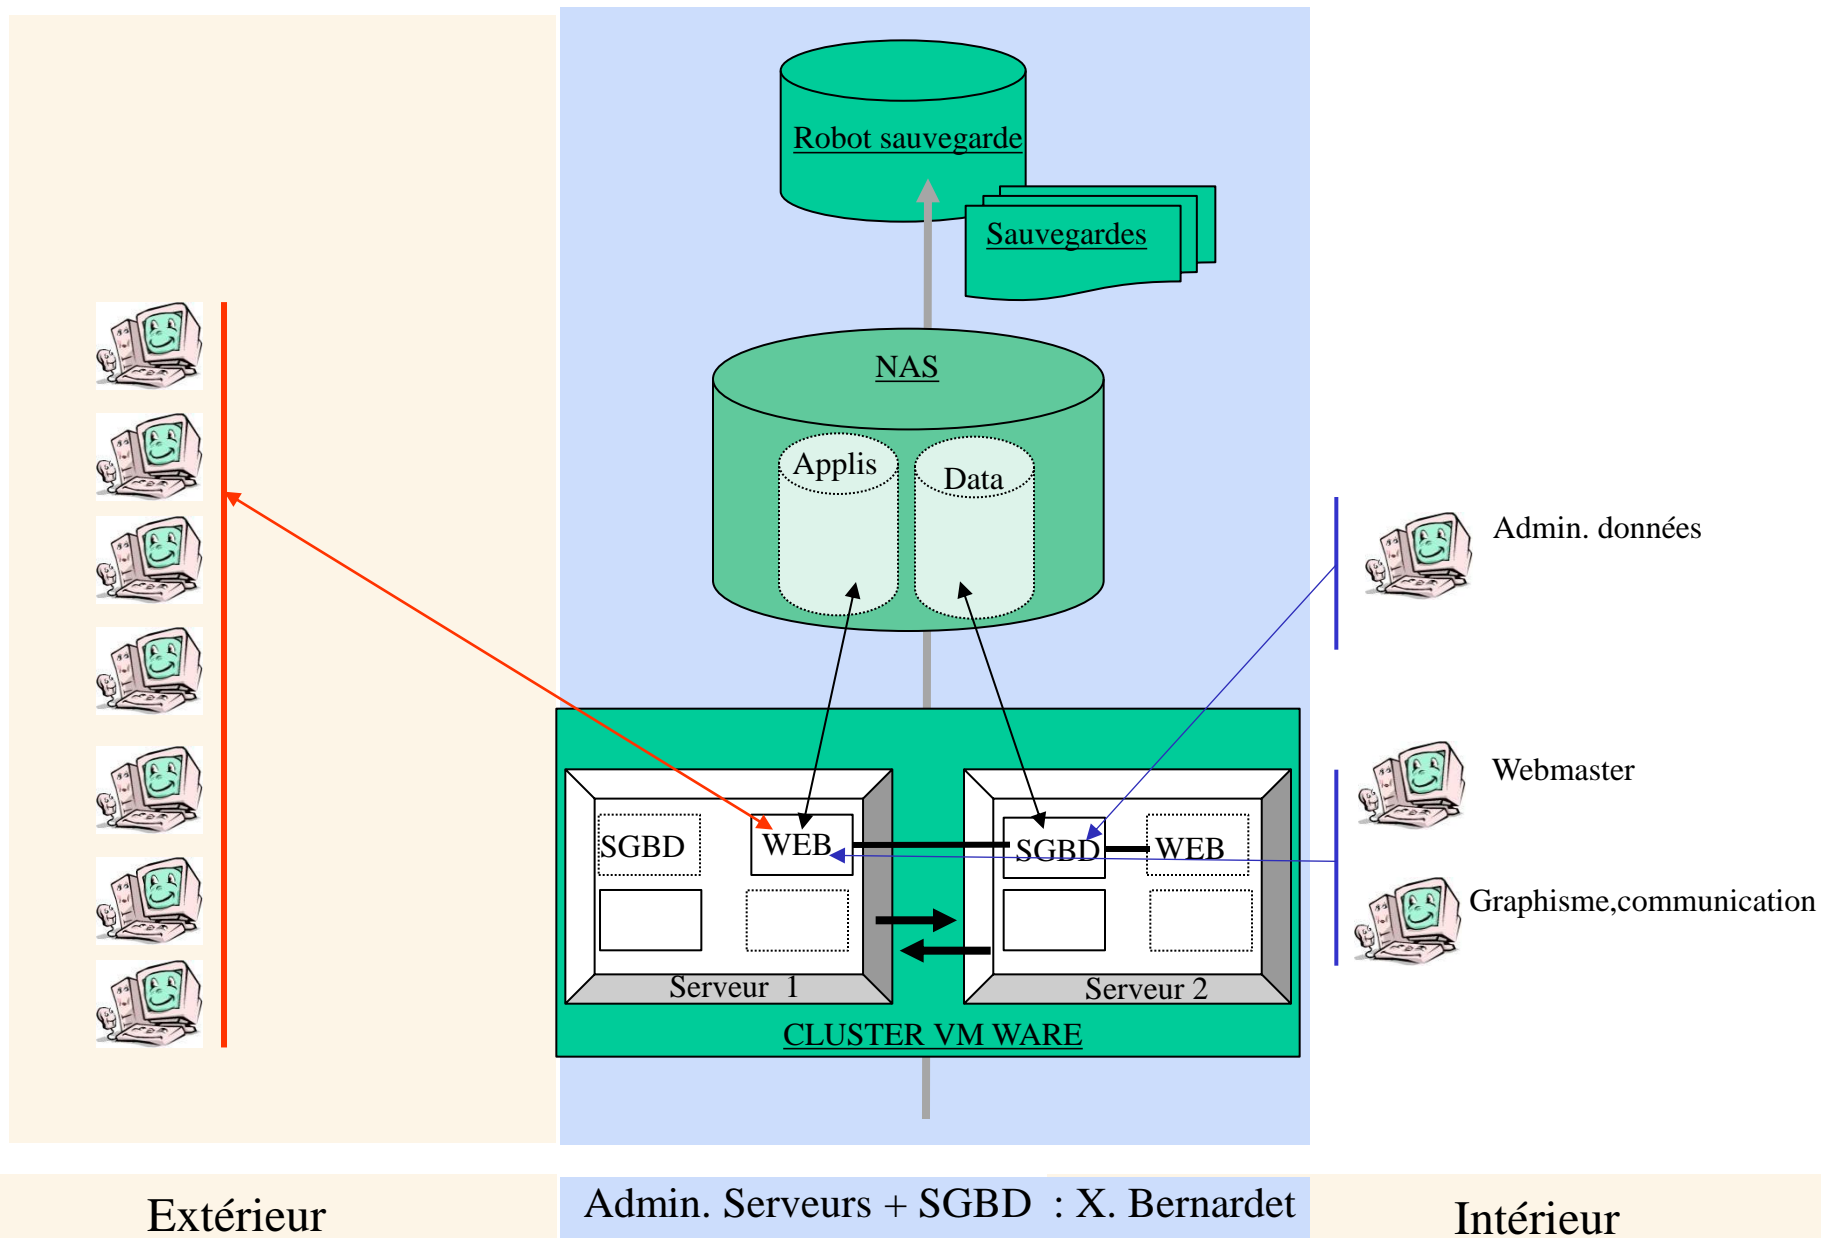 Robot sauvegarde
Sauvegardes
NAS
Applis
Data
Admin. données
Webmaster
SGBD
WEB
SGBD
WEB
Graphisme,communication
Serveur 1
Serveur 2
CLUSTER VM WARE
Extérieur
Admin. Serveurs + SGBD : X. Bernardet
Intérieur